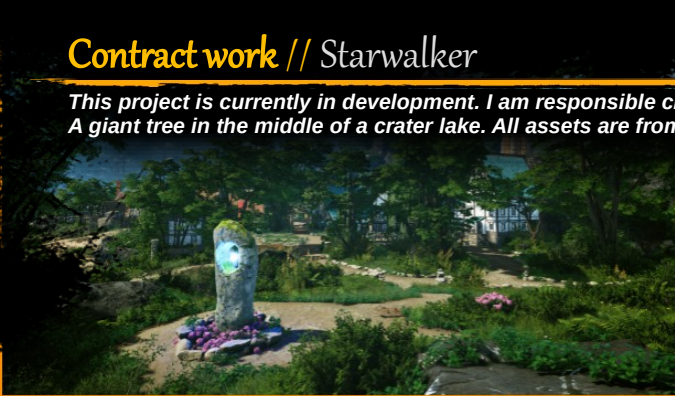 Contract work // Starwalker
This project is currently in development. I am responsible
A giant tree in the middle of a crater lake. All assets are from